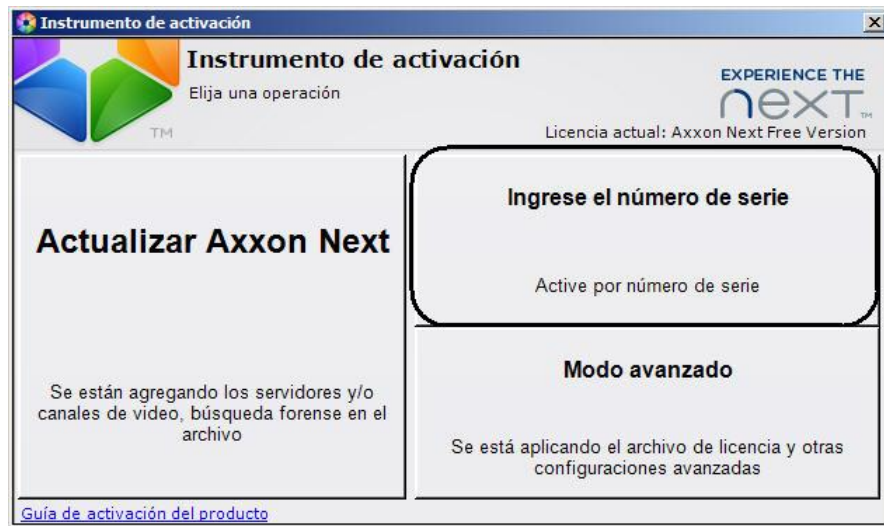 Instrumento de activación
Instrumento de activación
Elija una operación
EXPERIENCE THE
next™
TM
Licencia actual: Axxon Next Free Version
Actualizar Axxon Next
Se están agregando los servidores y/o
canales de video, búsqueda forense en el
archivo
Ingrese el número de serie
Active por número de serie
Modo avanzado
Se está aplicando el archivo de licencia y otras
configuraciones avanzadas
Guía de activación del producto